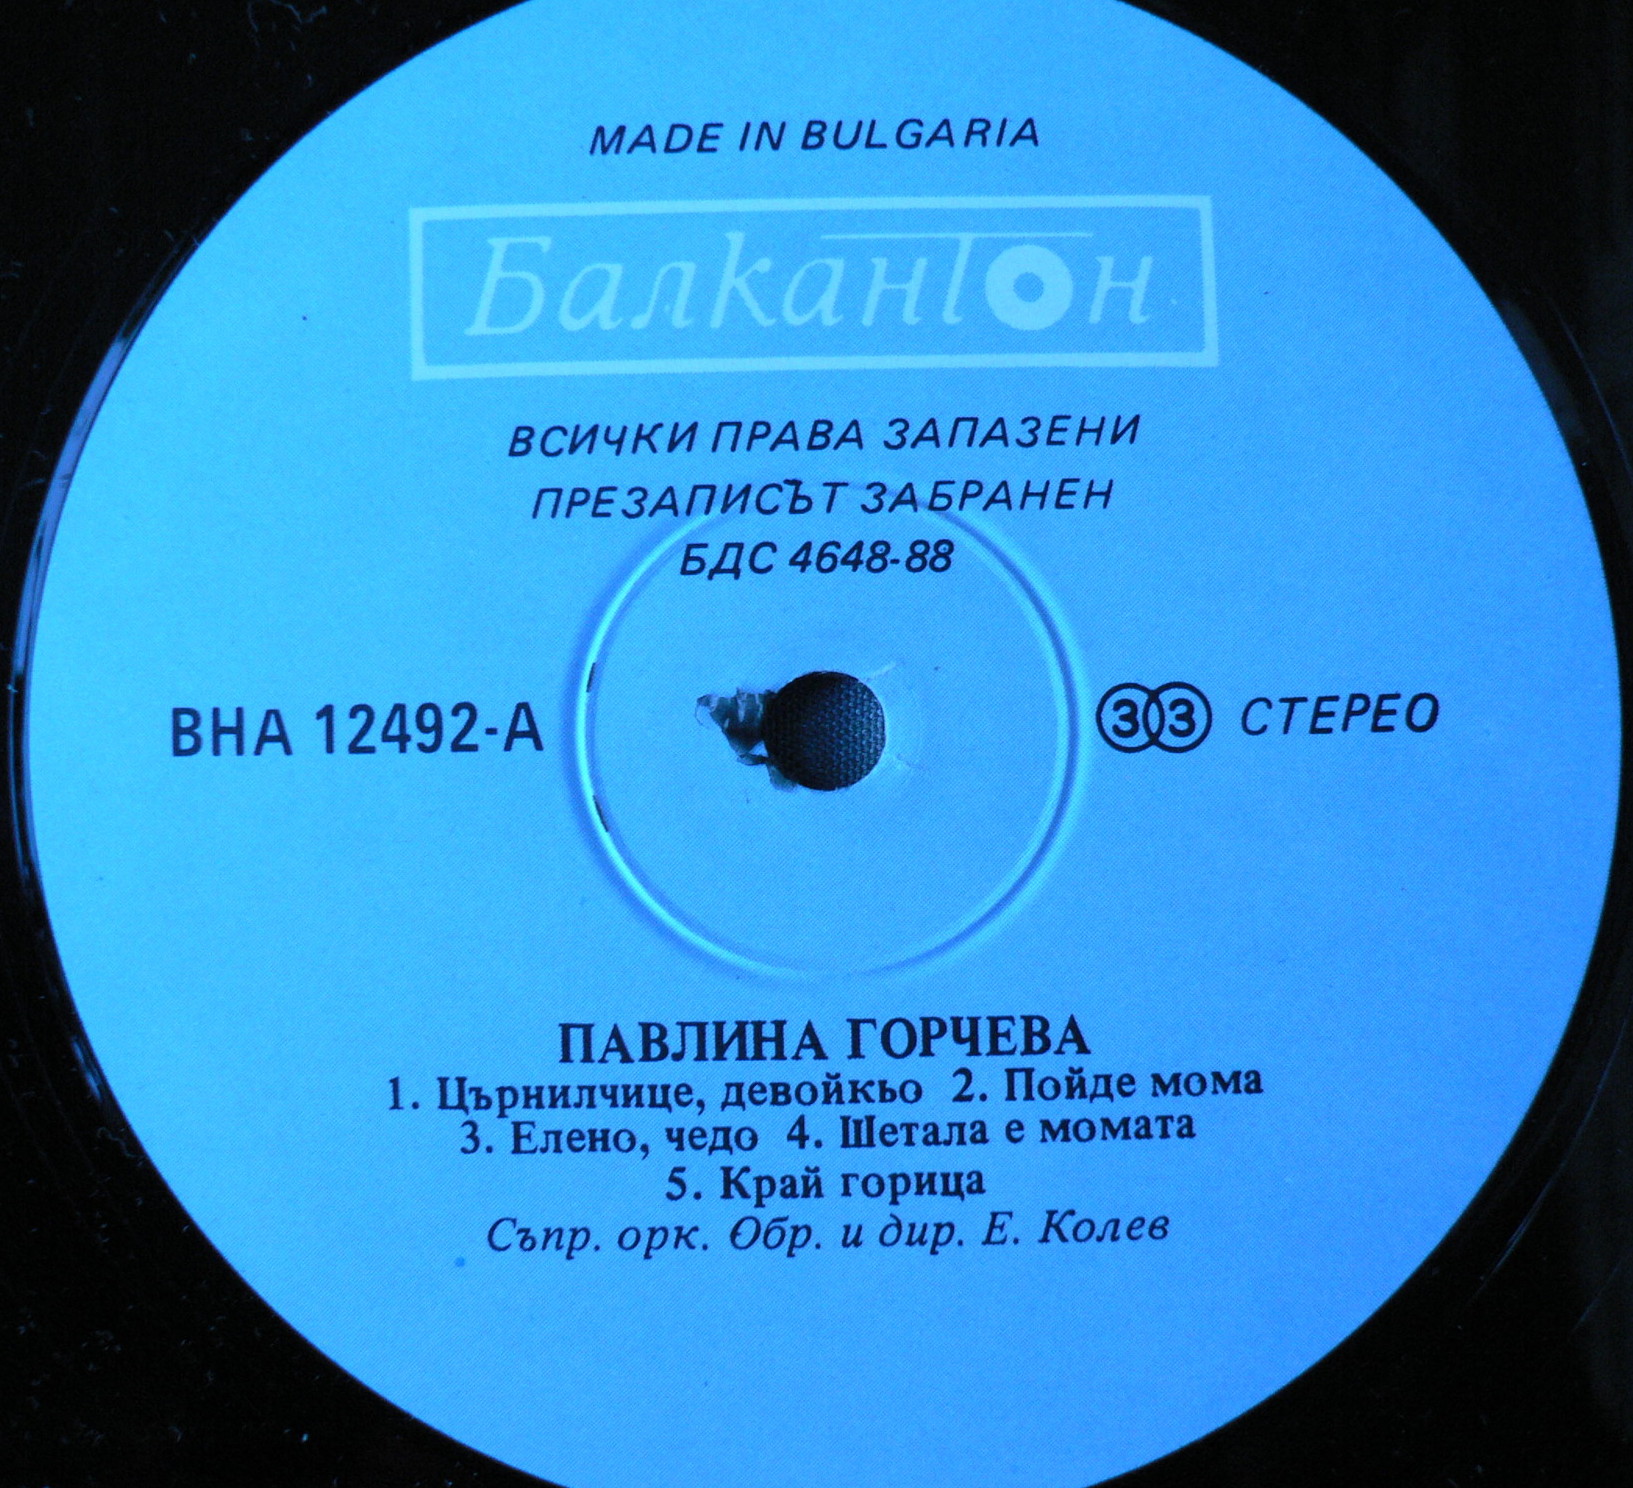 MADE IN BULGARIA
Балкантон
ВСИЧКИ ПРАВА ЗАПАЗЕНИ
ПРЕЗАПИСЪТ ЗАБРАНЕН
БДС 4648-88
ВНА 12492-А 33 СТЕРЕО
ПАВЛИНА ГОРЧЕВА
1. Църнилчице, девойкьо 2. Пойде мома
3. Елено, чедо 4. Шетала е момата
5. Край горица
Съпр. орк. Обр. и дир. Е. Колев